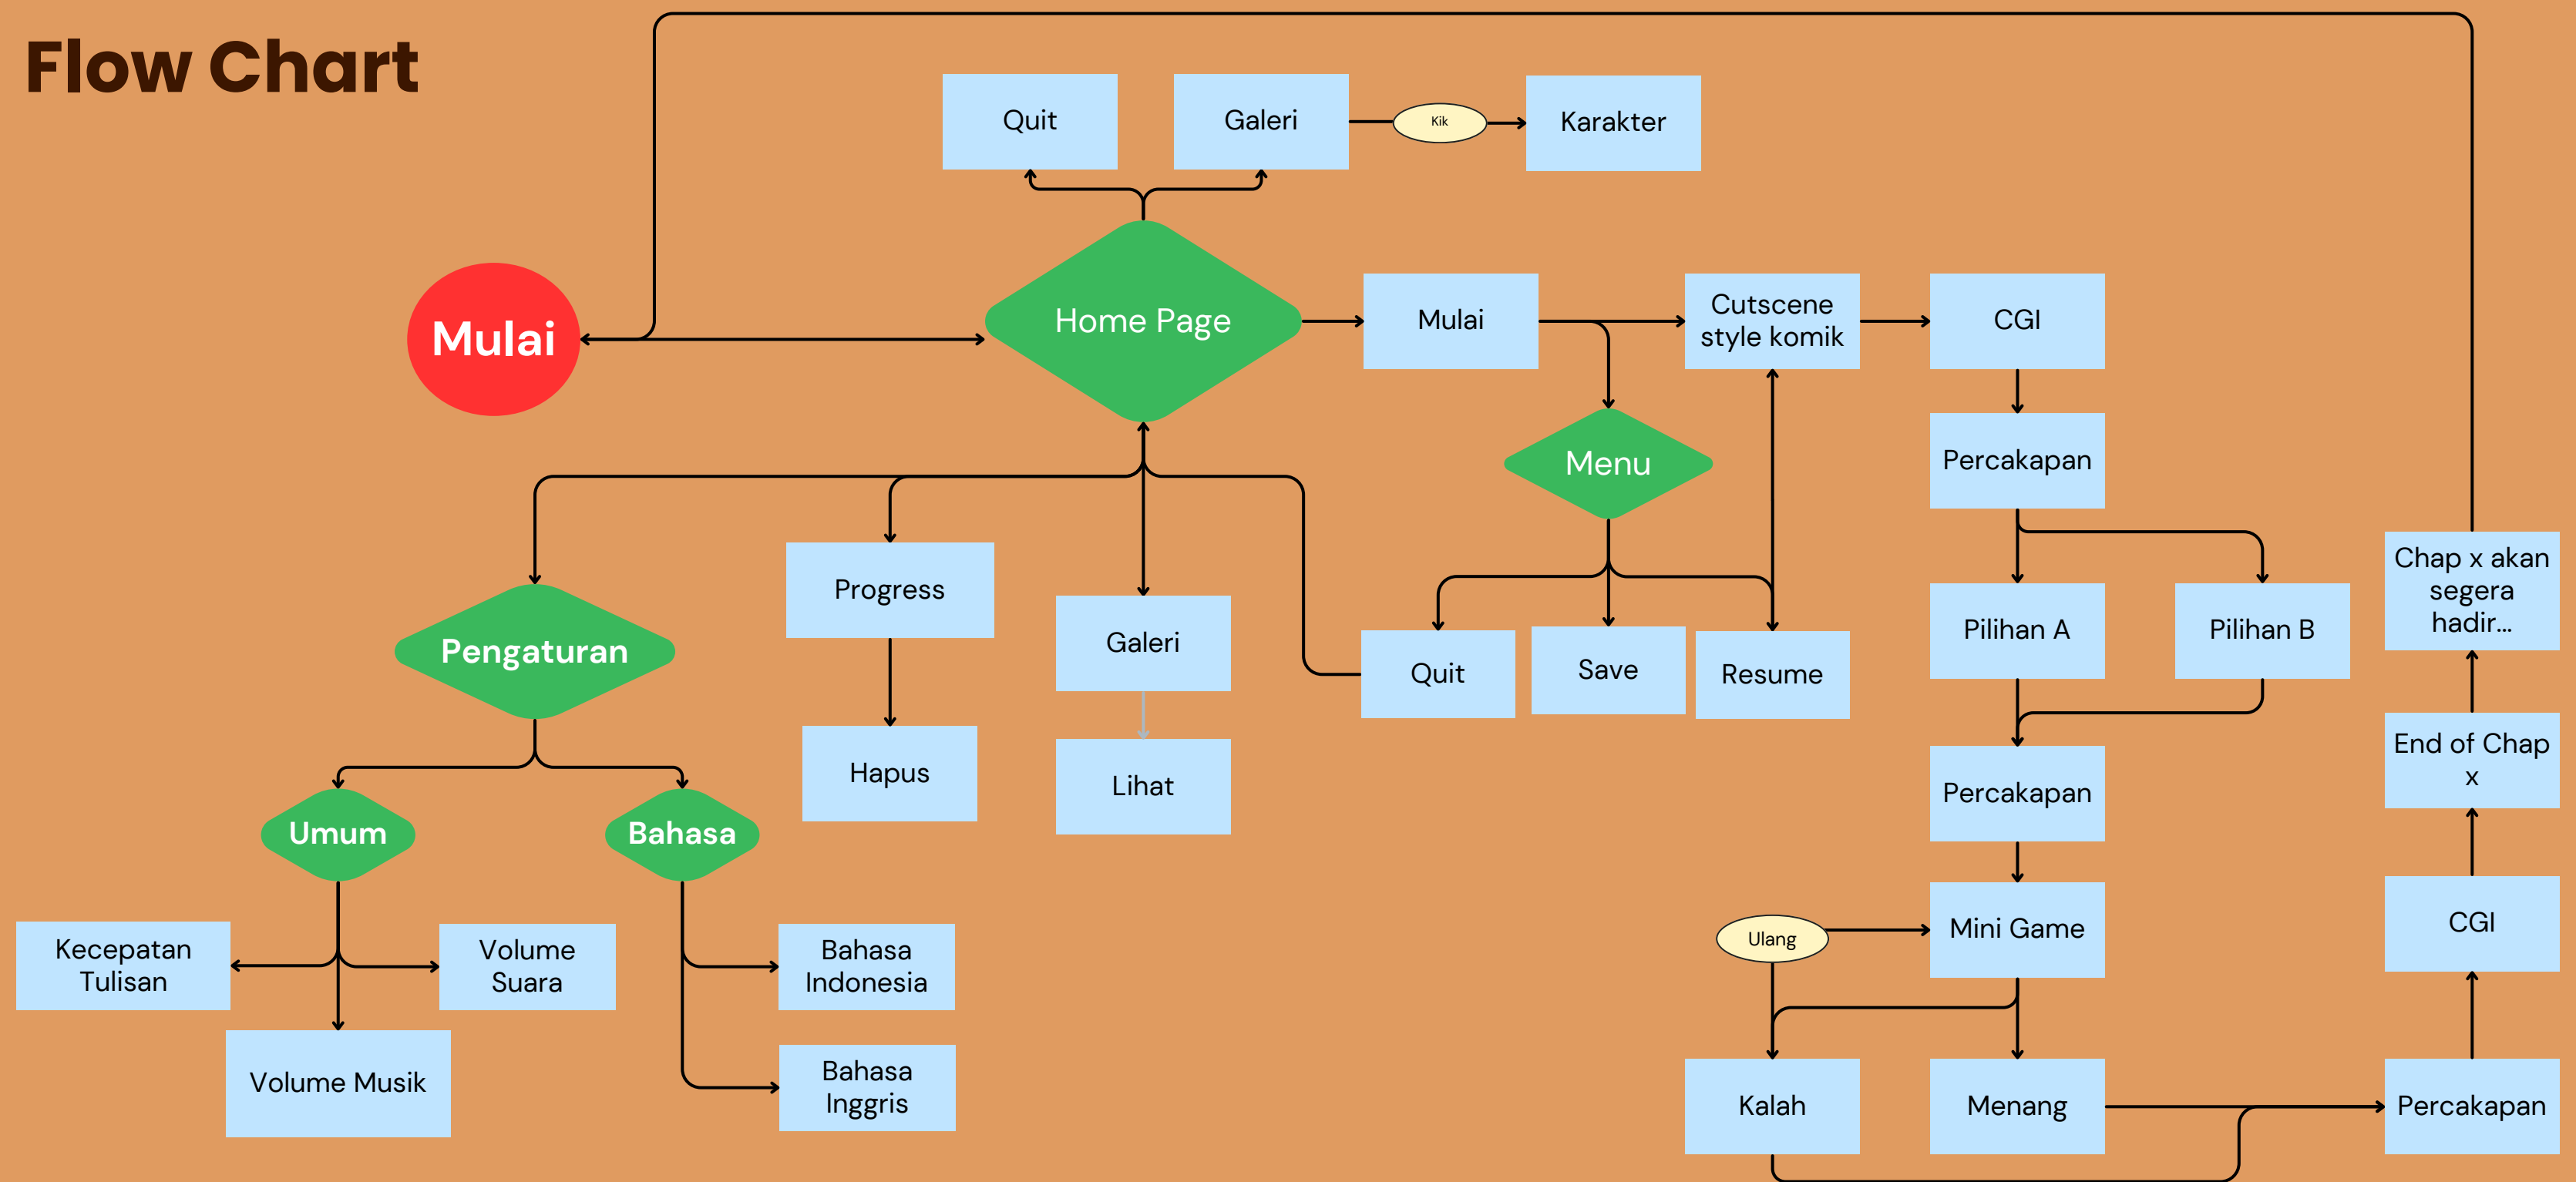 Flow Chart
Quit
Galeri
Kik
Karakter
Mulai
Home Page
Mulai
Cutscene
style komik
CGI
Menu
Percakapan
Pengaturan
Progress
Galeri
Quit
Save
Resume
Pilihan A
Pilihan B
Chap x akan
segera
hadir...
Hapus
Lihat
Percakapan
End of Chap
x
Umum
Bahasa
Kecepatan
Tulisan
Volume
Suara
Bahasa
Indonesia
Ulang
Mini Game
CGI
Volume Musik
Bahasa
Inggris
Kalah
Menang
Percakapan